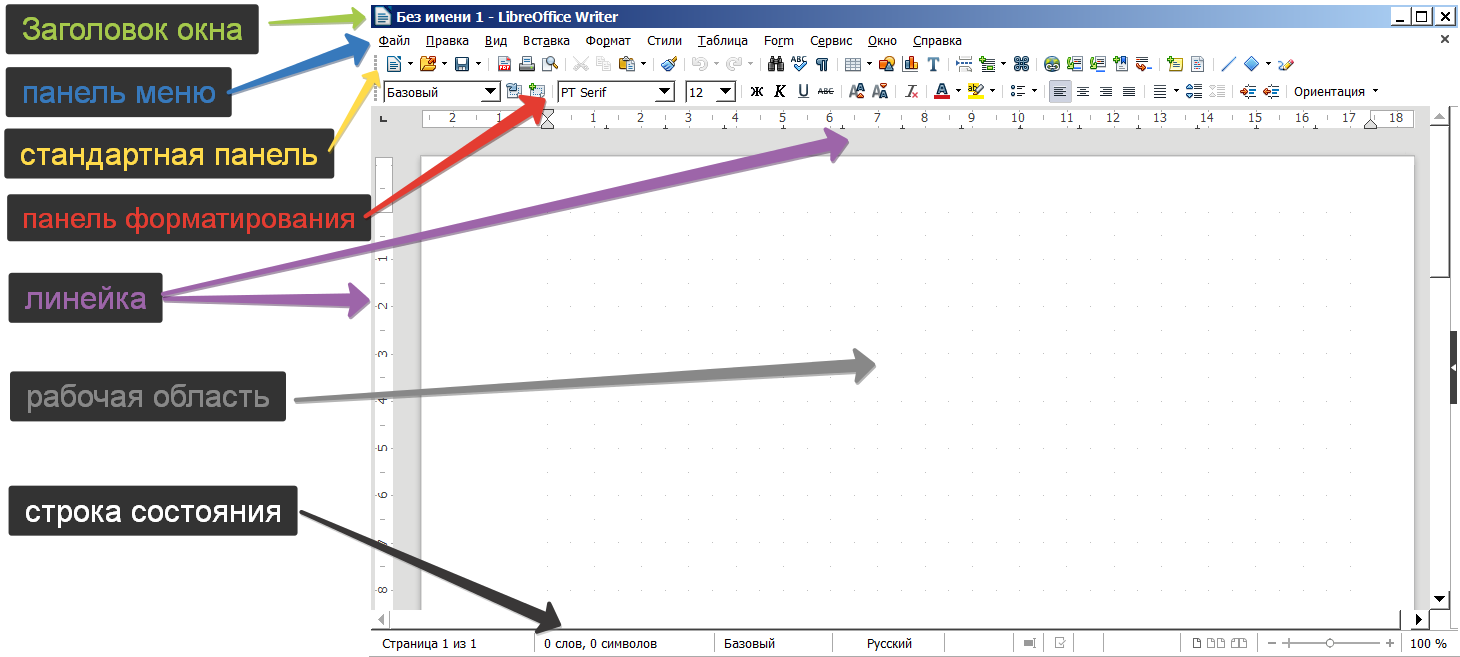 Заголовок окна
панель меню
стандартная панель
панель форматирования
линейка
рабочая область
строка состояния
Без имени 1 - LibreOffice Writer
Файл Правка Вид Вставка Формат Стили Таблица Form Сервис Окно Справка
Базовый PT Serif 12 Ж К Ч ABC Ориентация
2 1 1 2 3 4 5 6 7 8 9 10 11 12 13 14 15 16 17 18
1
2
3
4
5
6
7
8
Страница 1 из 1 0 слов, 0 символов Базовый Русский 100 %